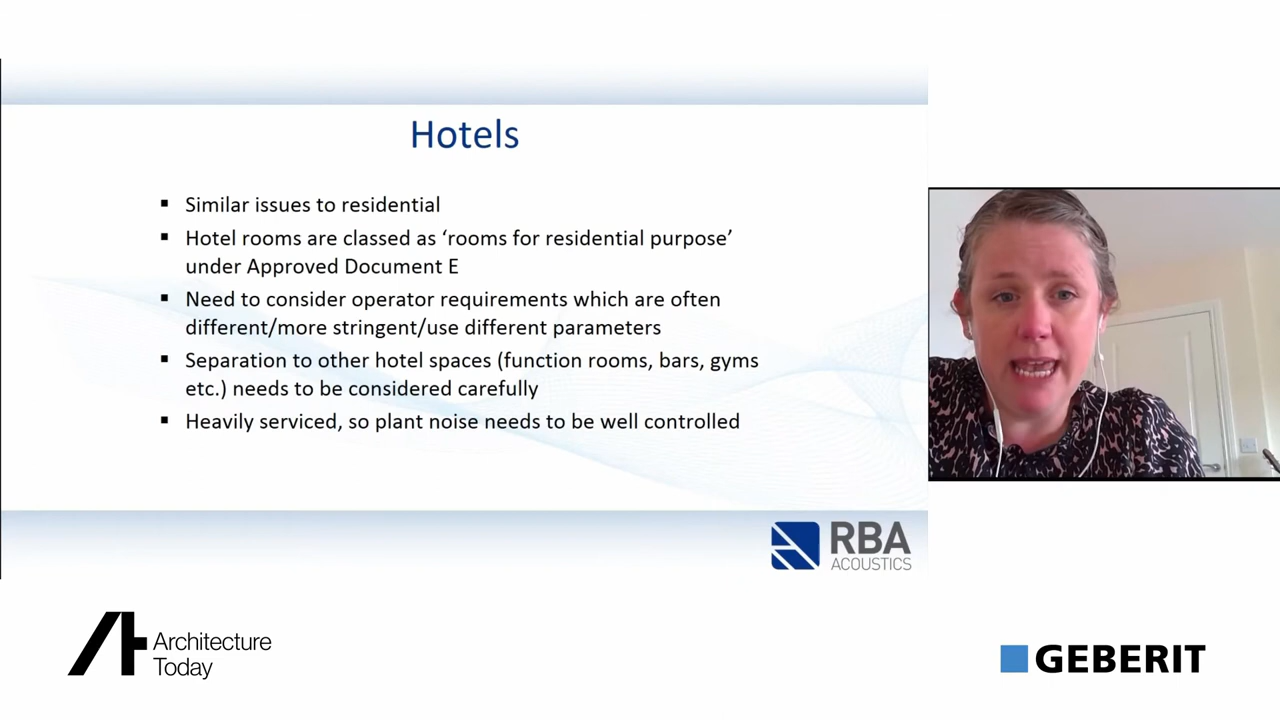 Hotels
▪ Similar issues to residential
▪ Hotel rooms are classed as ‘rooms for residential purpose’
under Approved Document E
▪ Need to consider operator requirements which are often
different/more stringent/use different parameters
▪ Separation to other hotel spaces (function rooms, bars, gyms
etc.) needs to be considered carefully
▪ Heavily serviced, so plant noise needs to be well controlled
RBA
ACOUSTICS
Architecture
Today
GEBERIT